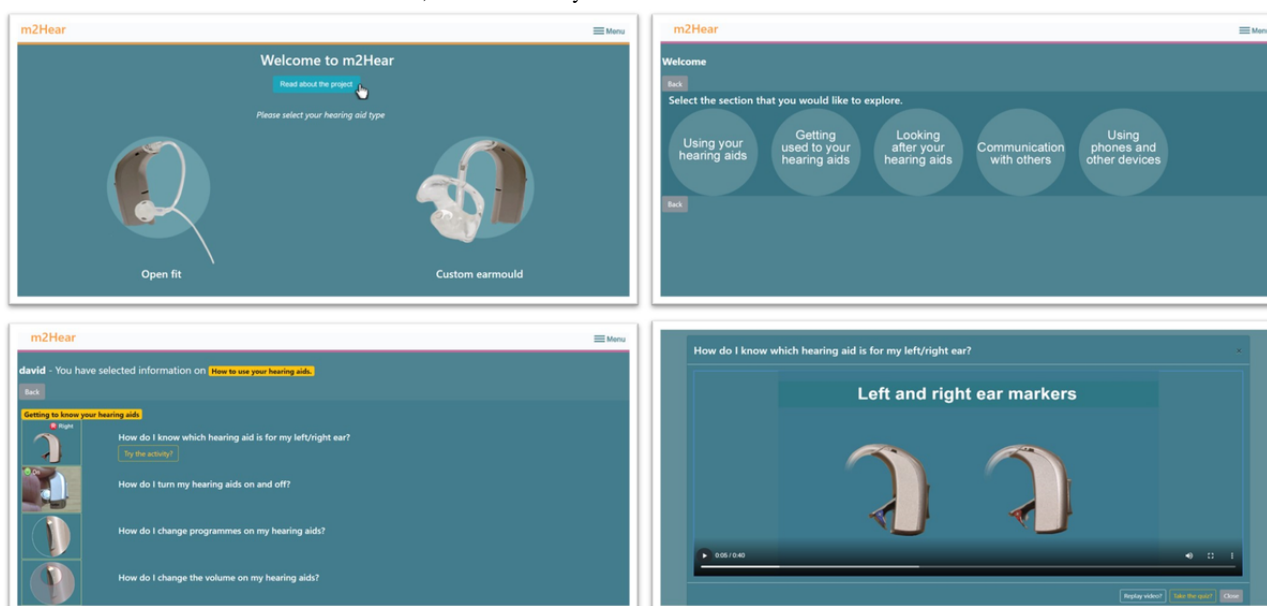 m2Hear
Menu
Welcome to m2Hear
Read about the project
Please select your hearing aid type
Open fit
Custom earmould
m2Hear
Menu
Welcome
Back
Select the section that you would like to explore.
Using your
hearing aids
Getting
used to your
hearing aids
Looking
after your
hearing aids
Communication
with others
Using
phones and
other devices
Back
m2Hear
Menu
david - You have selected information on How to use your hearing aids.
Back
Getting to know your hearing aids
Right
How do I know which hearing aid is for my left/right ear?
Try the activity?
On
How do I turn my hearing aids on and off?
How do I change programmes on my hearing aids?
How do I change the volume on my hearing aids?
How do I know which hearing aid is for my left/right ear?
Left and right ear markers
0:05 / 0:40
Replay video?
Take the quiz?
Close